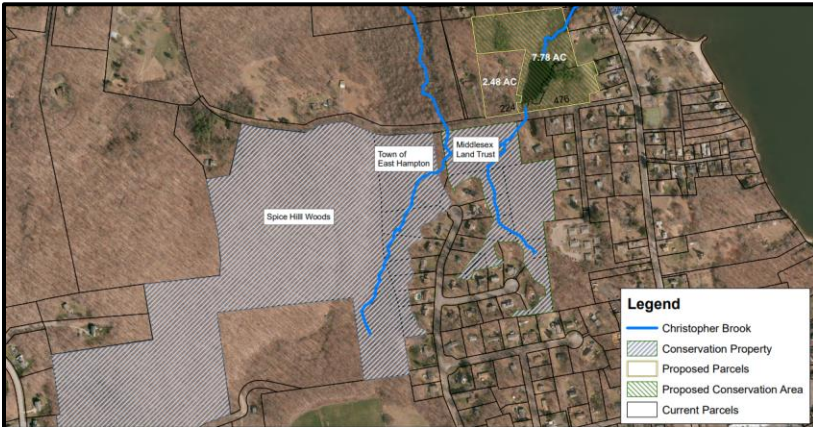 7.78 AC
2.48 AC
224
476
Town of
East Hampton
Middlesex
Land Trust
Spice Hilll Woods
Legend
Christopher Brook
Conservation Property
Proposed Parcels
Proposed Conservation Area
Current Parcels